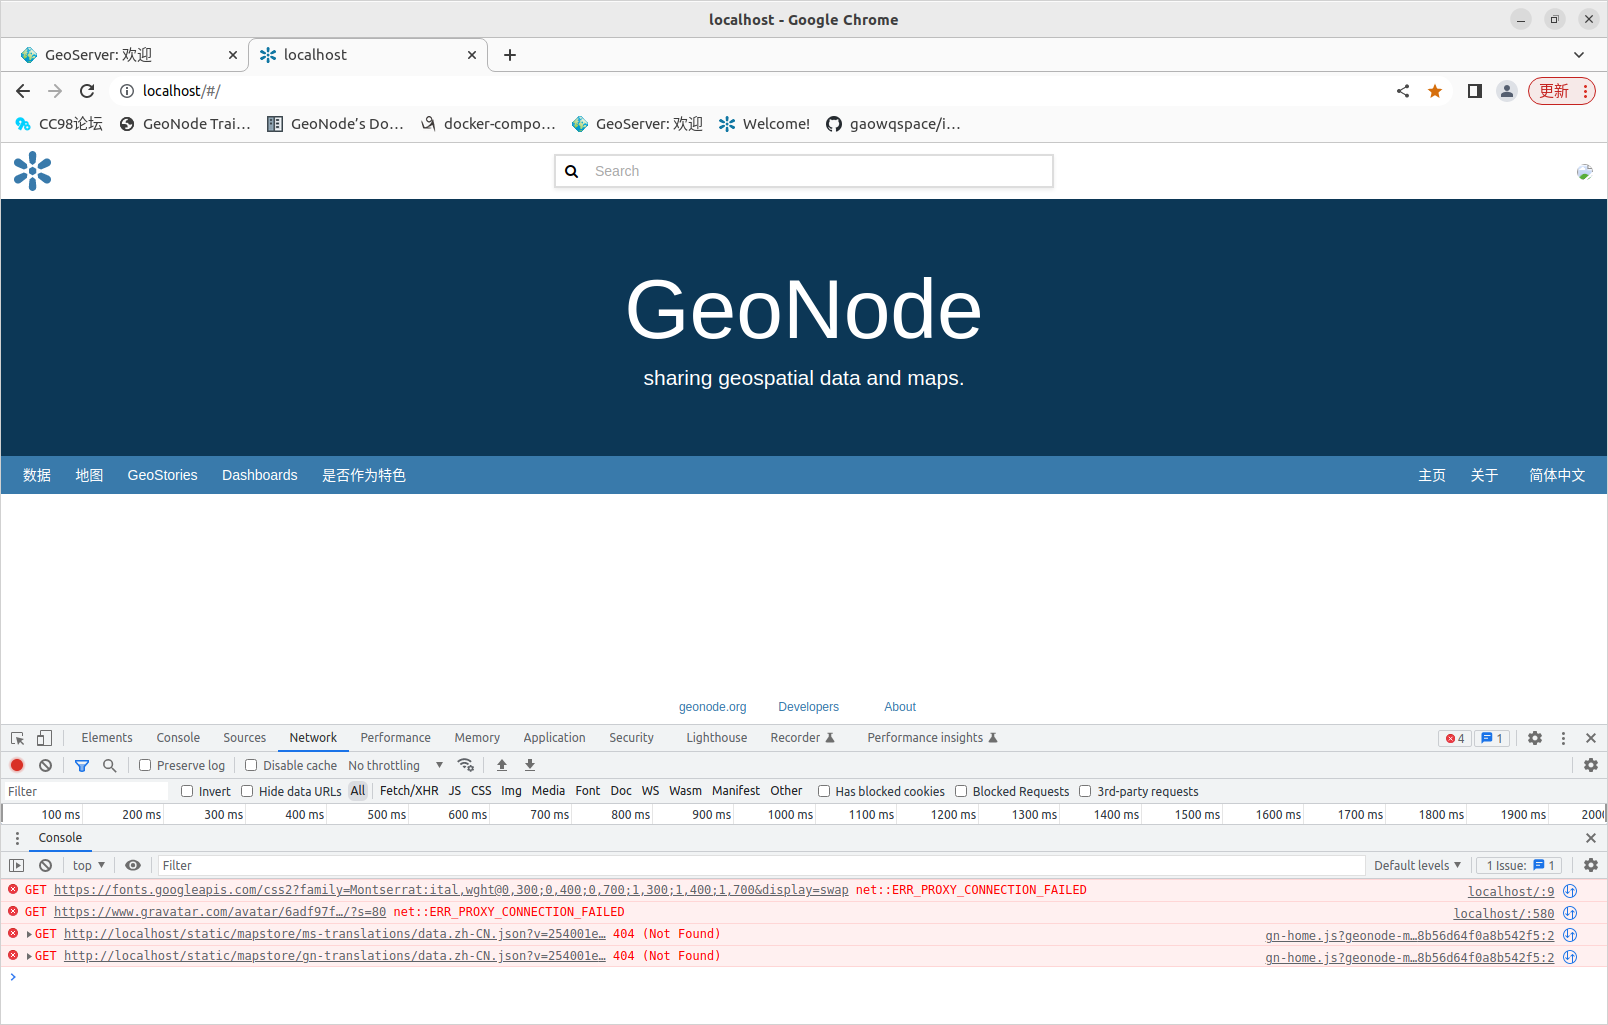 localhost - Google Chrome
GeoServer: 欢迎
localhost
localhost/#/
更新
CC98论坛
GeoNode Trai…
GeoNode’s Do…
docker-compo…
GeoServer: 欢迎
Welcome!
gaowqspace/i…
Search
GeoNode
sharing geospatial data and maps.
数据 地图 GeoStories Dashboards 是否作为特色 主页 关于 简体中文
geonode.org Developers About
Elements Console Sources Network Performance Memory Application Security Lighthouse Recorder Performance insights 4 1
Preserve log Disable cache No throttling
Filter Invert Hide data URLs All Fetch/XHR JS CSS Img Media Font Doc WS Wasm Manifest Other Has blocked cookies Blocked Requests 3rd-party requests
100 ms 200 ms 300 ms 400 ms 500 ms 600 ms 700 ms 800 ms 900 ms 1000 ms 1100 ms 1200 ms 1300 ms 1400 ms 1500 ms 1600 ms 1700 ms 1800 ms 1900 ms 2000
Console
top Filter Default levels 1 Issue: 1
GET https://fonts.googleapis.com/css2?family=Montserrat:ital,wght@0,300;0,400;0,700;1,300;1,400;1,700&display=swap net::ERR_PROXY_CONNECTION_FAILED localhost/:9
GET https://www.gravatar.com/avatar/6adf97f…/?s=80 net::ERR_PROXY_CONNECTION_FAILED localhost/:580
GET http://localhost/static/mapstore/ms-translations/data.zh-CN.json?v=254001e… 404 (Not Found) gn-home.js?geonode-m…8b56d64f0a8b542f5:2
GET http://localhost/static/mapstore/gn-translations/data.zh-CN.json?v=254001e… 404 (Not Found) gn-home.js?geonode-m…8b56d64f0a8b542f5:2